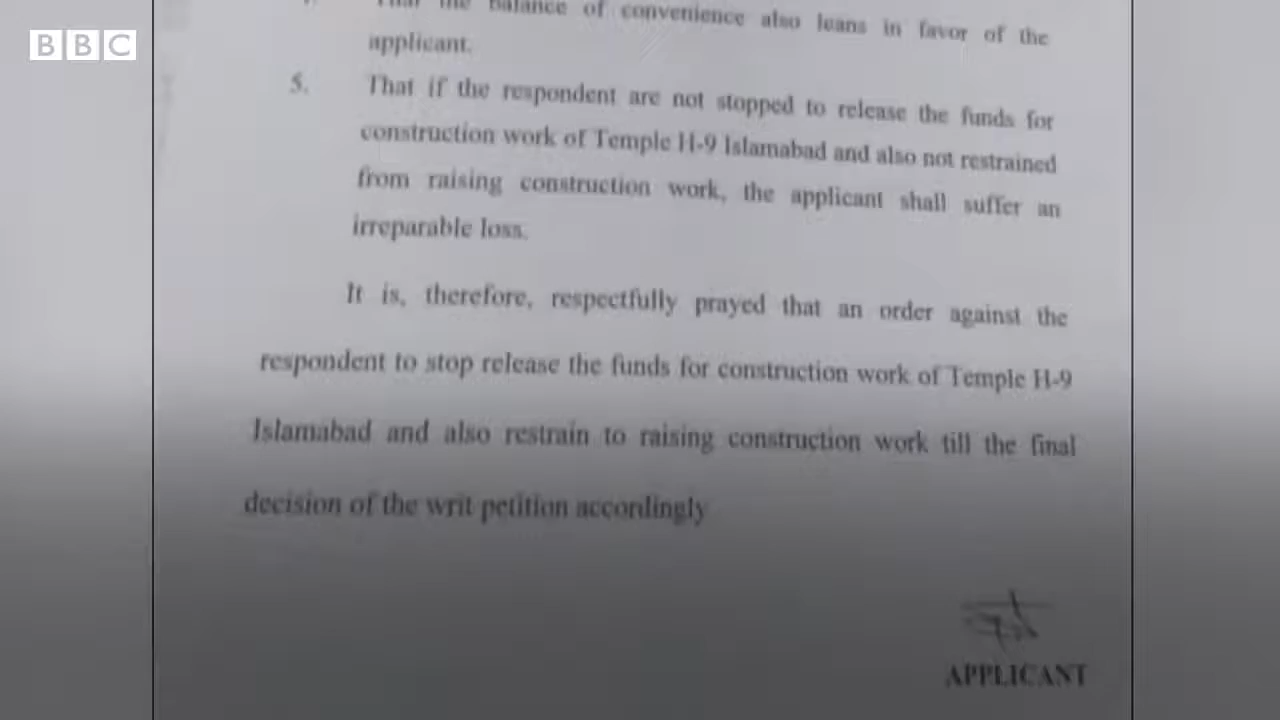 BBC
That the balance of convenience also leans in favor of the
applicant.
5. That if the respondent are not stopped to release the funds for
construction work of Temple H-9 Islamabad and also not restrained
from raising construction work, the applicant shall suffer an
irreparable loss.
It is, therefore, respectfully prayed that an order against the
respondent to stop release the funds for construction work of Temple H-9
Islamabad and also restrain to raising construction work till the final
decision of the writ petition accordingly
APPLICANT